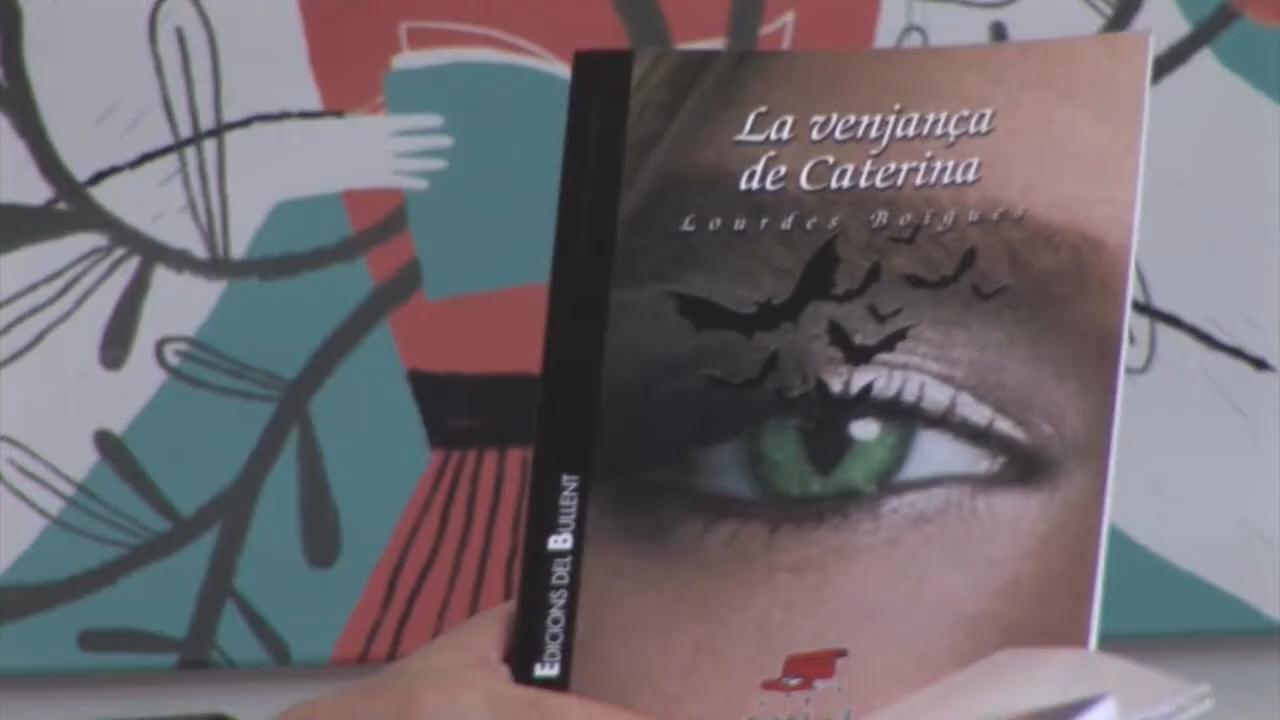 La venjança
de Caterina
Lourdes Boigues
EDICIONS DEL BULLENT